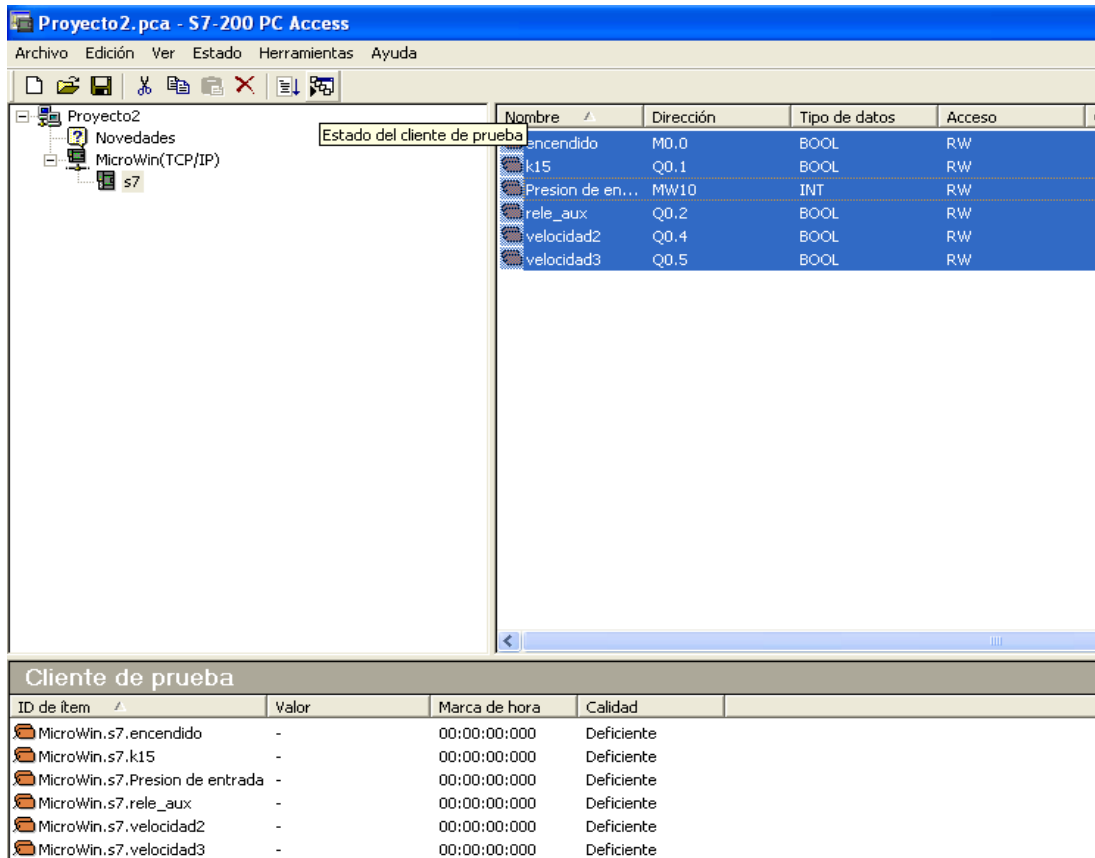 Proyecto2.pca - S7-200 PC Access
Archivo Edición Ver Estado Herramientas Ayuda
Proyecto2
Novedades
MicroWin(TCP/IP)
s7
Estado del cliente de prueba
Nombre Dirección Tipo de datos Acceso
encendido M0.0 BOOL RW
k15 Q0.1 BOOL RW
Presion de en... MW10 INT RW
rele_aux Q0.2 BOOL RW
velocidad2 Q0.4 BOOL RW
velocidad3 Q0.5 BOOL RW
Cliente de prueba
ID de ítem Valor Marca de hora Calidad
MicroWin.s7.encendido - 00:00:00:000 Deficiente
MicroWin.s7.k15 - 00:00:00:000 Deficiente
MicroWin.s7.Presion de entrada - 00:00:00:000 Deficiente
MicroWin.s7.rele_aux - 00:00:00:000 Deficiente
MicroWin.s7.velocidad2 - 00:00:00:000 Deficiente
MicroWin.s7.velocidad3 - 00:00:00:000 Deficiente